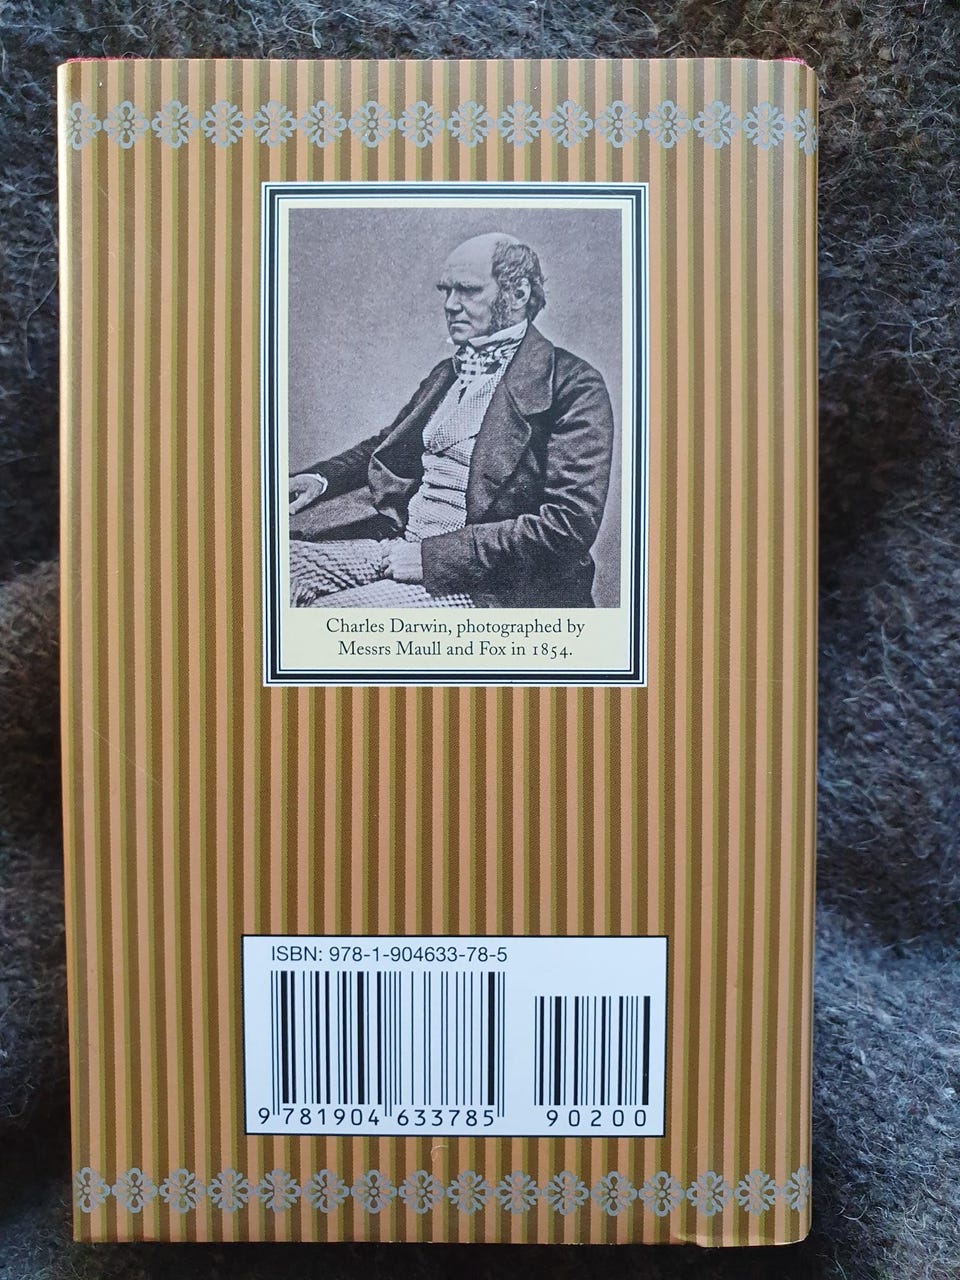 Charles Darwin, photographed by
Messrs Maull and Fox in 1854.
ISBN: 978-1-904633-78-5
9 781904 633785
90200